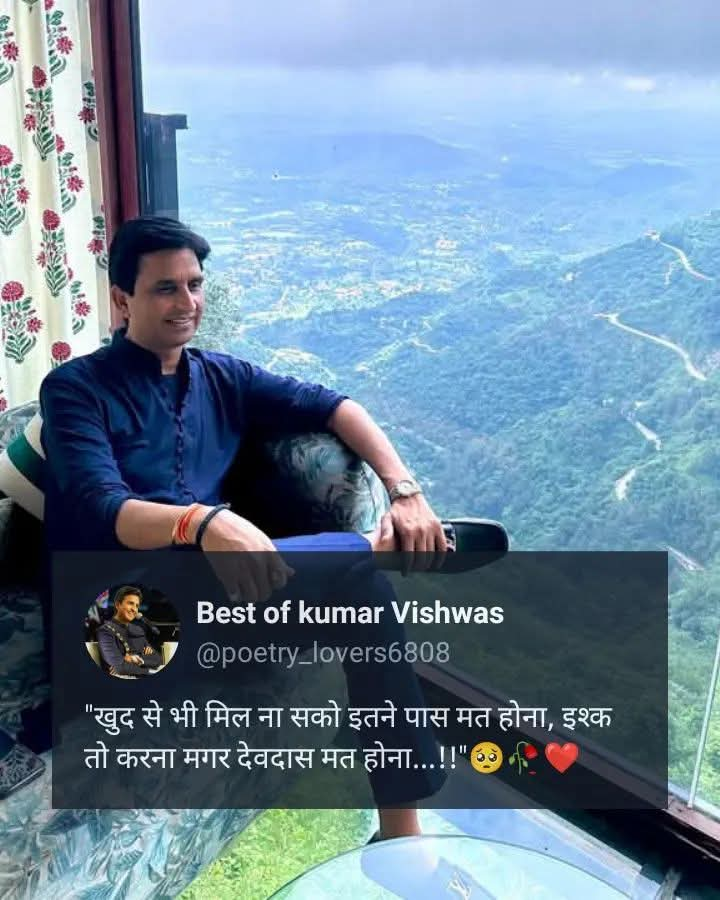 Best of kumar Vishwas
@poetry_lovers6808
"खुद से भी मिल ना सको इतने पास मत होना, इश्क
तो करना मगर देवदास मत होना...!!"🥺🥀❤️